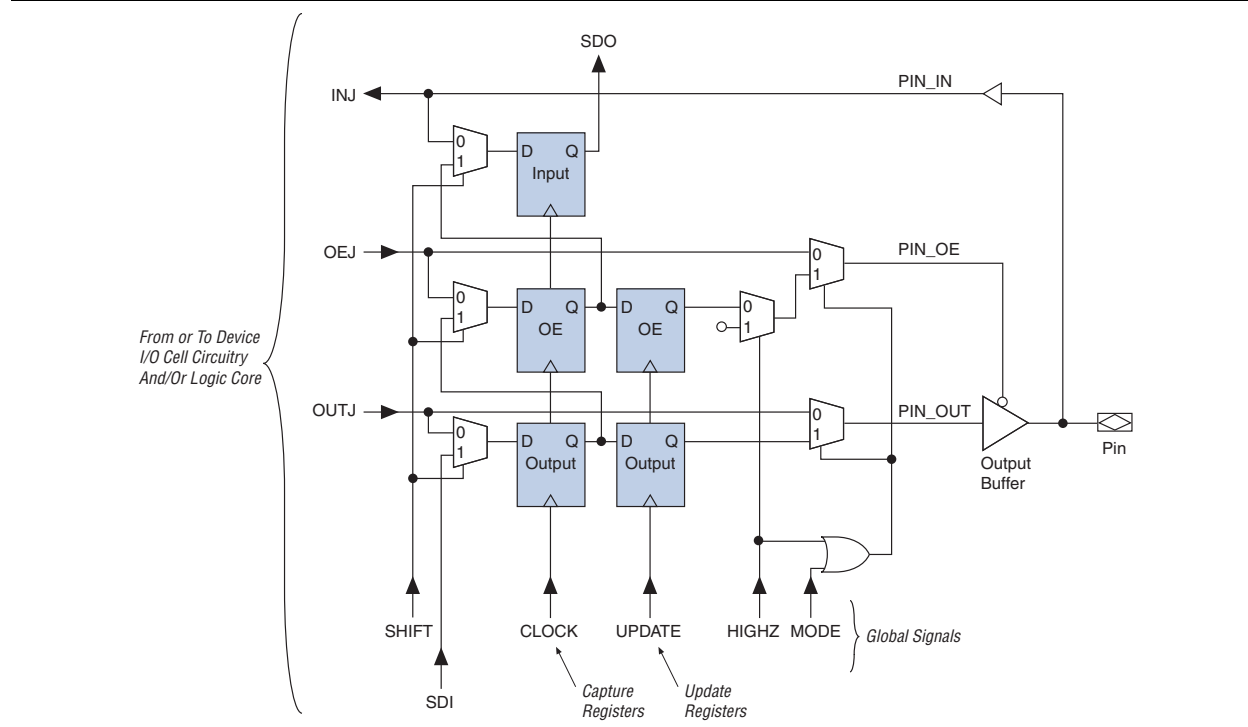 SDO
INJ
PIN_IN
0
1
D Q
Input
OEJ
0
1
PIN_OE
0
1
D Q
OE
D Q
OE
0
1
From or To Device
I/O Cell Circuitry
And/Or Logic Core
OUTJ
0
1
PIN_OUT
0
1
D Q
Output
D Q
Output
Pin
Output
Buffer
SHIFT
CLOCK
UPDATE
HIGHZ
MODE
Global Signals
SDI
Capture
Registers
Update
Registers